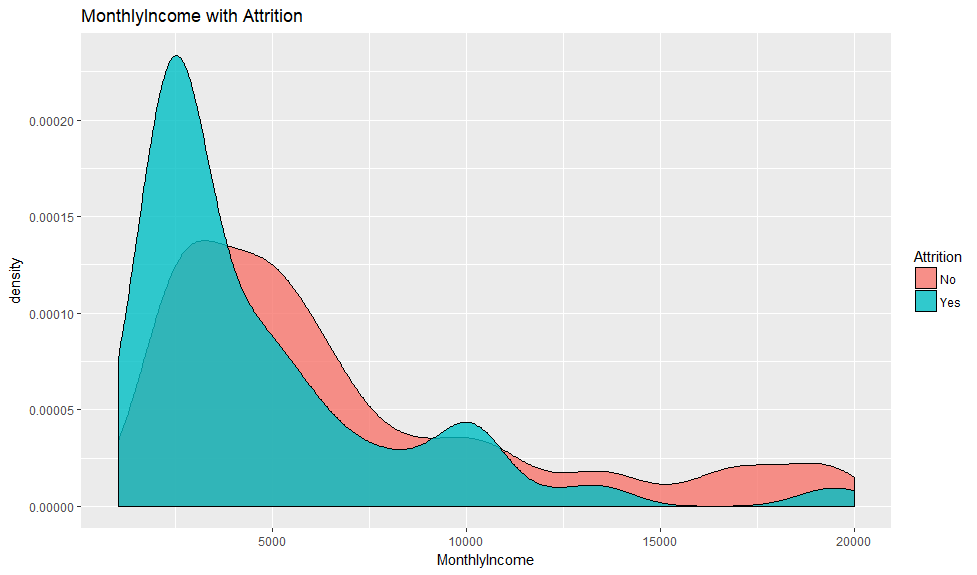 MonthlyIncome with Attrition
0.00020
0.00015
0.00010
0.00005
0.00000
density
5000
10000
15000
20000
MonthlyIncome
Attrition
No
Yes